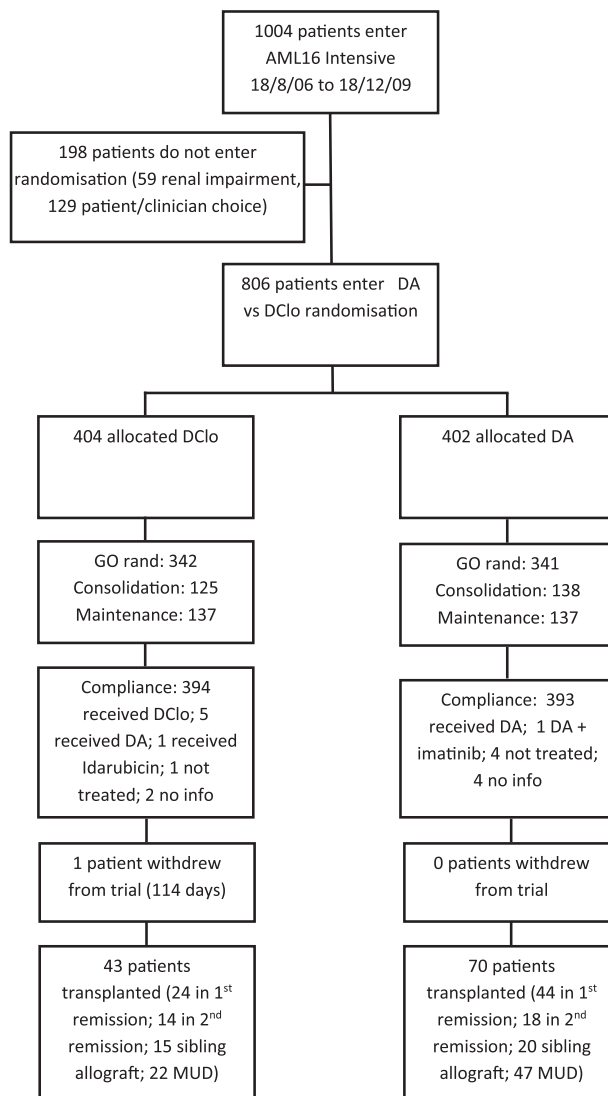 1004 patients enter
AML16 Intensive
18/8/06 to 18/12/09
198 patients do not enter
randomisation (59 renal impairment,
129 patient/clinician choice)
806 patients enter DA
vs DClo randomisation
404 allocated DClo
402 allocated DA
GO rand: 342
Consolidation: 125
Maintenance: 137
GO rand: 341
Consolidation: 138
Maintenance: 137
Compliance: 394
received DClo; 5
received DA; 1 received
Idarubicin; 1 not
treated; 2 no info
Compliance: 393
received DA; 1 DA +
imatinib; 4 not treated;
4 no info
1 patient withdrew
from trial (114 days)
0 patients withdrew
from trial
43 patients
transplanted (24 in 1st
remission; 14 in 2nd
remission; 15 sibling
allograft; 22 MUD)
70 patients
transplanted (44 in 1st
remission; 18 in 2nd
remission; 20 sibling
allograft; 47 MUD)